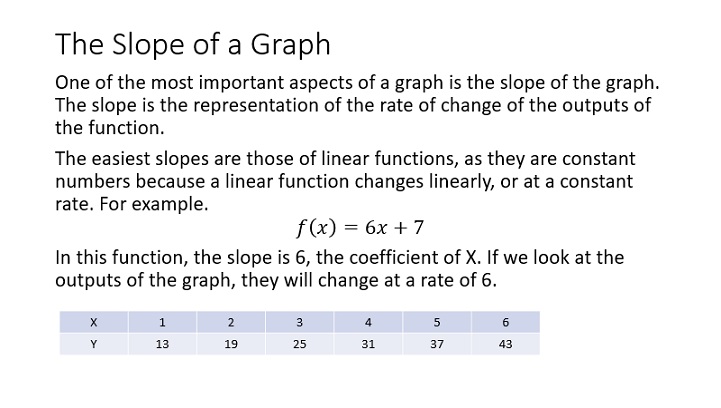 The Slope of a Graph
One of the most important aspects of a graph is the slope of the graph.
The slope is the representation of the rate of change of the outputs of
the function.
The easiest slopes are those of linear functions, as they are constant
numbers because a linear function changes linearly, or at a constant
rate. For example.
f(x) = 6x + 7
In this function, the slope is 6, the coefficient of X. If we look at the
outputs of the graph, they will change at a rate of 6.
X 1 2 3 4 5 6
Y 13 19 25 31 37 43